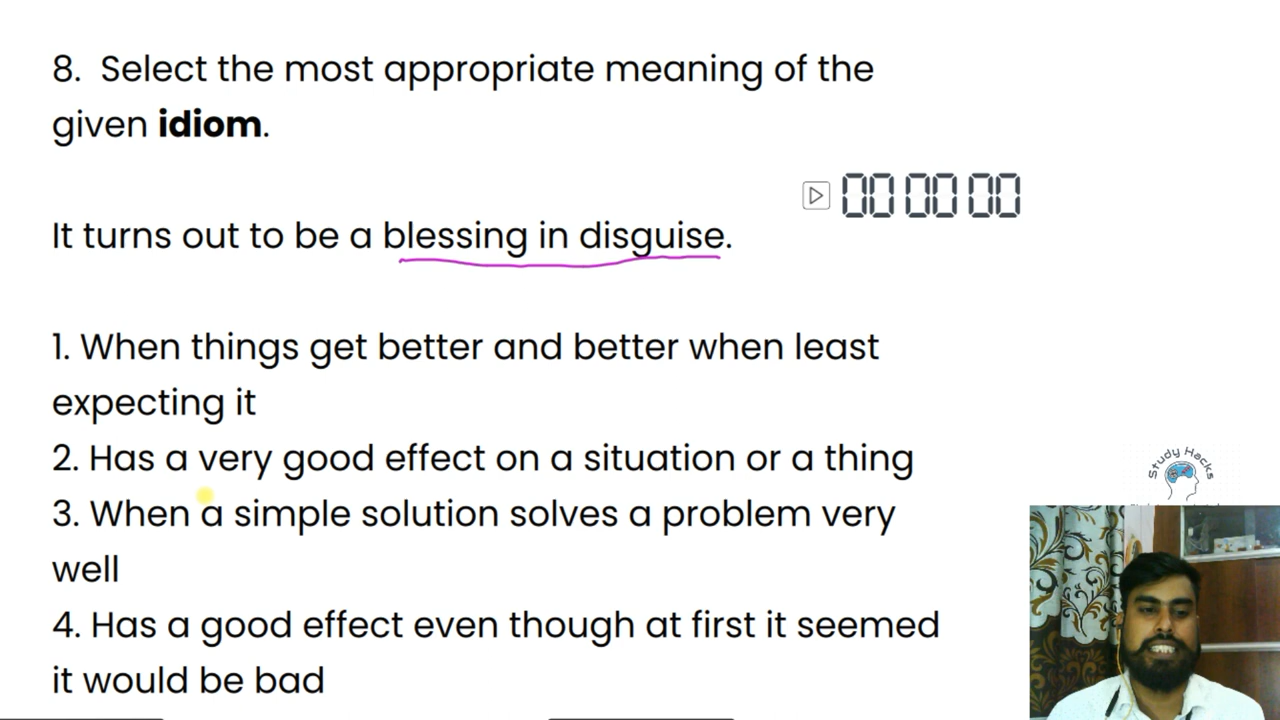 8. Select the most appropriate meaning of the
given idiom.
00 00 00
It turns out to be a blessing in disguise.
1. When things get better and better when least
expecting it
2. Has a very good effect on a situation or a thing
3. When a simple solution solves a problem very
well
4. Has a good effect even though at first it seemed
it would be bad
Study Hacks